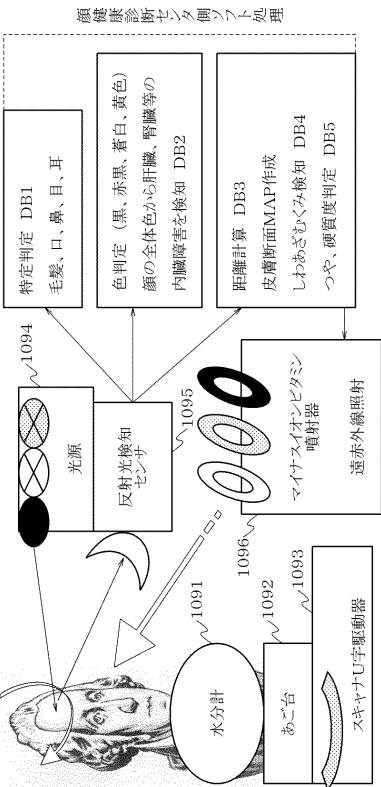 顔健康診断センタ側ソフト処理
特定判定 DB1
毛髪、口、鼻、目、耳
色判定（黒、赤黒、蒼白、黄色）
顔の全体色から肝臓、腎臓等の
内臓障害を検知 DB2
距離計算 DB3
皮膚断面MAP作成
しわあざむくみ検知 DB4
つや、硬質度判定 DB5
1094
光源
反射光検知
センサ
1095
マイナスイオンビタミン
噴射器
遠赤外線照射
1096
1091
水分計
1092
あご台
1093
スキャナU字駆動器